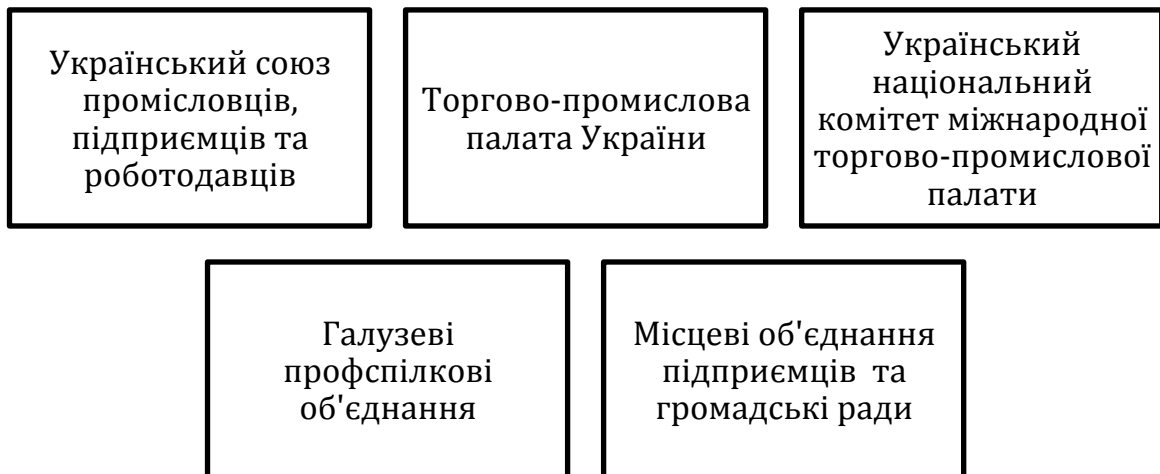 Український союз
промісловців,
підприємців та
роботодавців
Торгово-промислова
палата України
Український
національний
комітет міжнародної
торгово-промислової
палати
Галузеві
профспілкові
об'єднання
Місцеві об'єднання
підприємців та
громадські ради